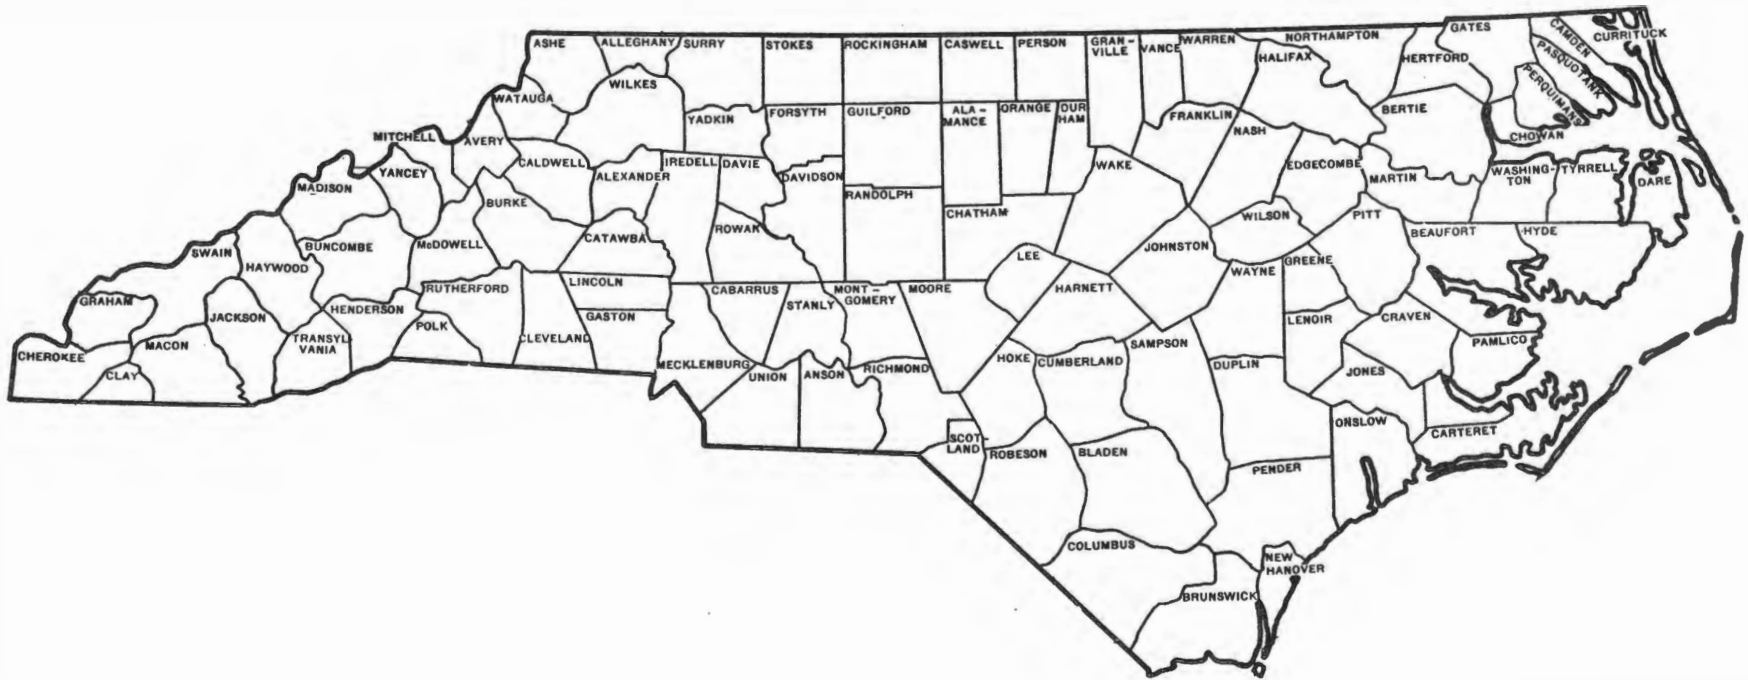 ASHE
ALLEGHANY
SURRY
STOKES
ROCKINGHAM
CASWELL
PERSON
GRAN-
VILLE
VANCE
WARREN
NORTHAMPTON
GATES
CAMDEN
CURRITUCK
HALIFAX
HERTFORD
PASQUOTANK
PERQUIMANS
WATAUGA
WILKES
YADKIN
FORSYTH
GUILFORD
ALA-
MANCE
ORANGE
DUR
HAM
FRANKLIN
NASH
BERTIE
CHOWAN
MITCHELL
AVERY
CALDWELL
ALEXANDER
IREDELL
DAVIE
DAVIDSON
WAKE
EDGECOMBE
MARTIN
WASHING-
TON
TYRRELL
DARE
MADISON
YANCEY
BURKE
RANDOLPH
CHATHAM
WILSON
PITT
SWAIN
HAYWOOD
BUNCOMBE
McDOWELL
CATAWBA
ROWAN
LEE
JOHNSTON
BEAUFORT
HYDE
GRAHAM
JACKSON
HENDERSON
RUTHERFORD
LINCOLN
CABARRUS
STANLY
MONT-
GOMERY
MOORE
HARNETT
WAYNE
GREENE
CHEROKEE
MACON
CLAY
TRANSYL
VANIA
POLK
CLEVELAND
GASTON
MECKLENBURG
UNION
ANSON
RICHMOND
HOKE
CUMBERLAND
SAMPSON
DUPLIN
LENOIR
CRAVEN
JONES
PAMLICO
SCOT-
LAND
ROBESON
BLADEN
PENDER
ONSLOW
CARTERET
COLUMBUS
BRUNSWICK
NEW
HANOVER